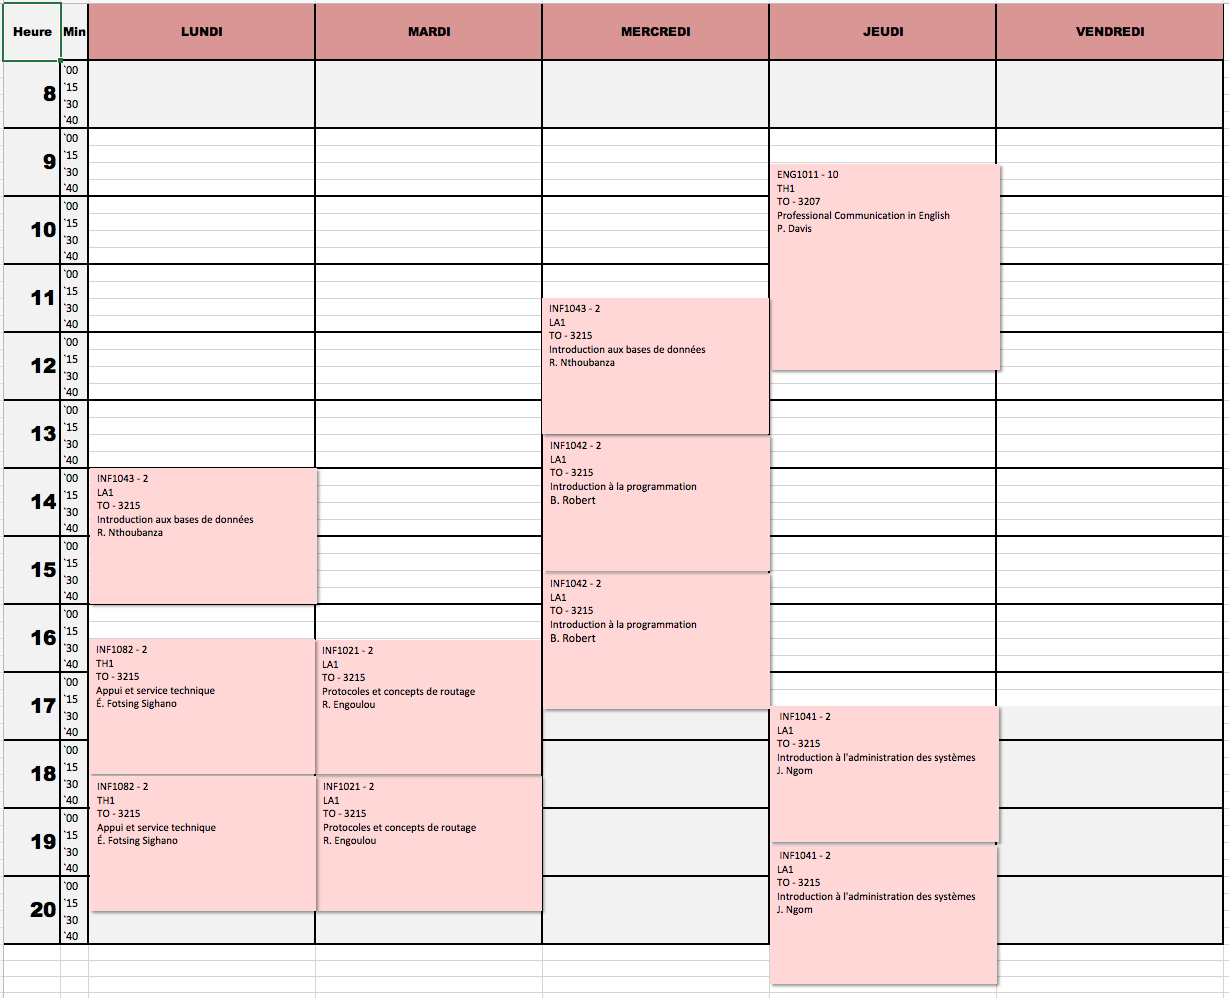 Heure Min LUNDI MARDI MERCREDI JEUDI VENDREDI
8
`00
`15
`30
`40
9
`00
`15
`30
`40
10
`00
`15
`30
`40
11
`00
`15
`30
`40
12
`00
`15
`30
`40
13
`00
`15
`30
`40
14
`00
`15
`30
`40
15
`00
`15
`30
`40
16
`00
`15
`30
`40
17
`00
`15
`30
`40
18
`00
`15
`30
`40
19
`00
`15
`30
`40
20
`00
`15
`30
`40
INF1043 - 2
LA1
TO - 3215
Introduction aux bases de données
R. Nthoubanza
INF1082 - 2
TH1
TO - 3215
Appui et service technique
É. Fotsing Sighano
INF1082 - 2
TH1
TO - 3215
Appui et service technique
É. Fotsing Sighano
INF1021 - 2
LA1
TO - 3215
Protocoles et concepts de routage
R. Engoulou
INF1021 - 2
LA1
TO - 3215
Protocoles et concepts de routage
R. Engoulou
INF1043 - 2
LA1
TO - 3215
Introduction aux bases de données
R. Nthoubanza
INF1042 - 2
LA1
TO - 3215
Introduction à la programmation
B. Robert
INF1042 - 2
LA1
TO - 3215
Introduction à la programmation
B. Robert
ENG1011 - 10
TH1
TO - 3207
Professional Communication in English
P. Davis
INF1041 - 2
LA1
TO - 3215
Introduction à l'administration des systèmes
J. Ngom
INF1041 - 2
LA1
TO - 3215
Introduction à l'administration des systèmes
J. Ngom